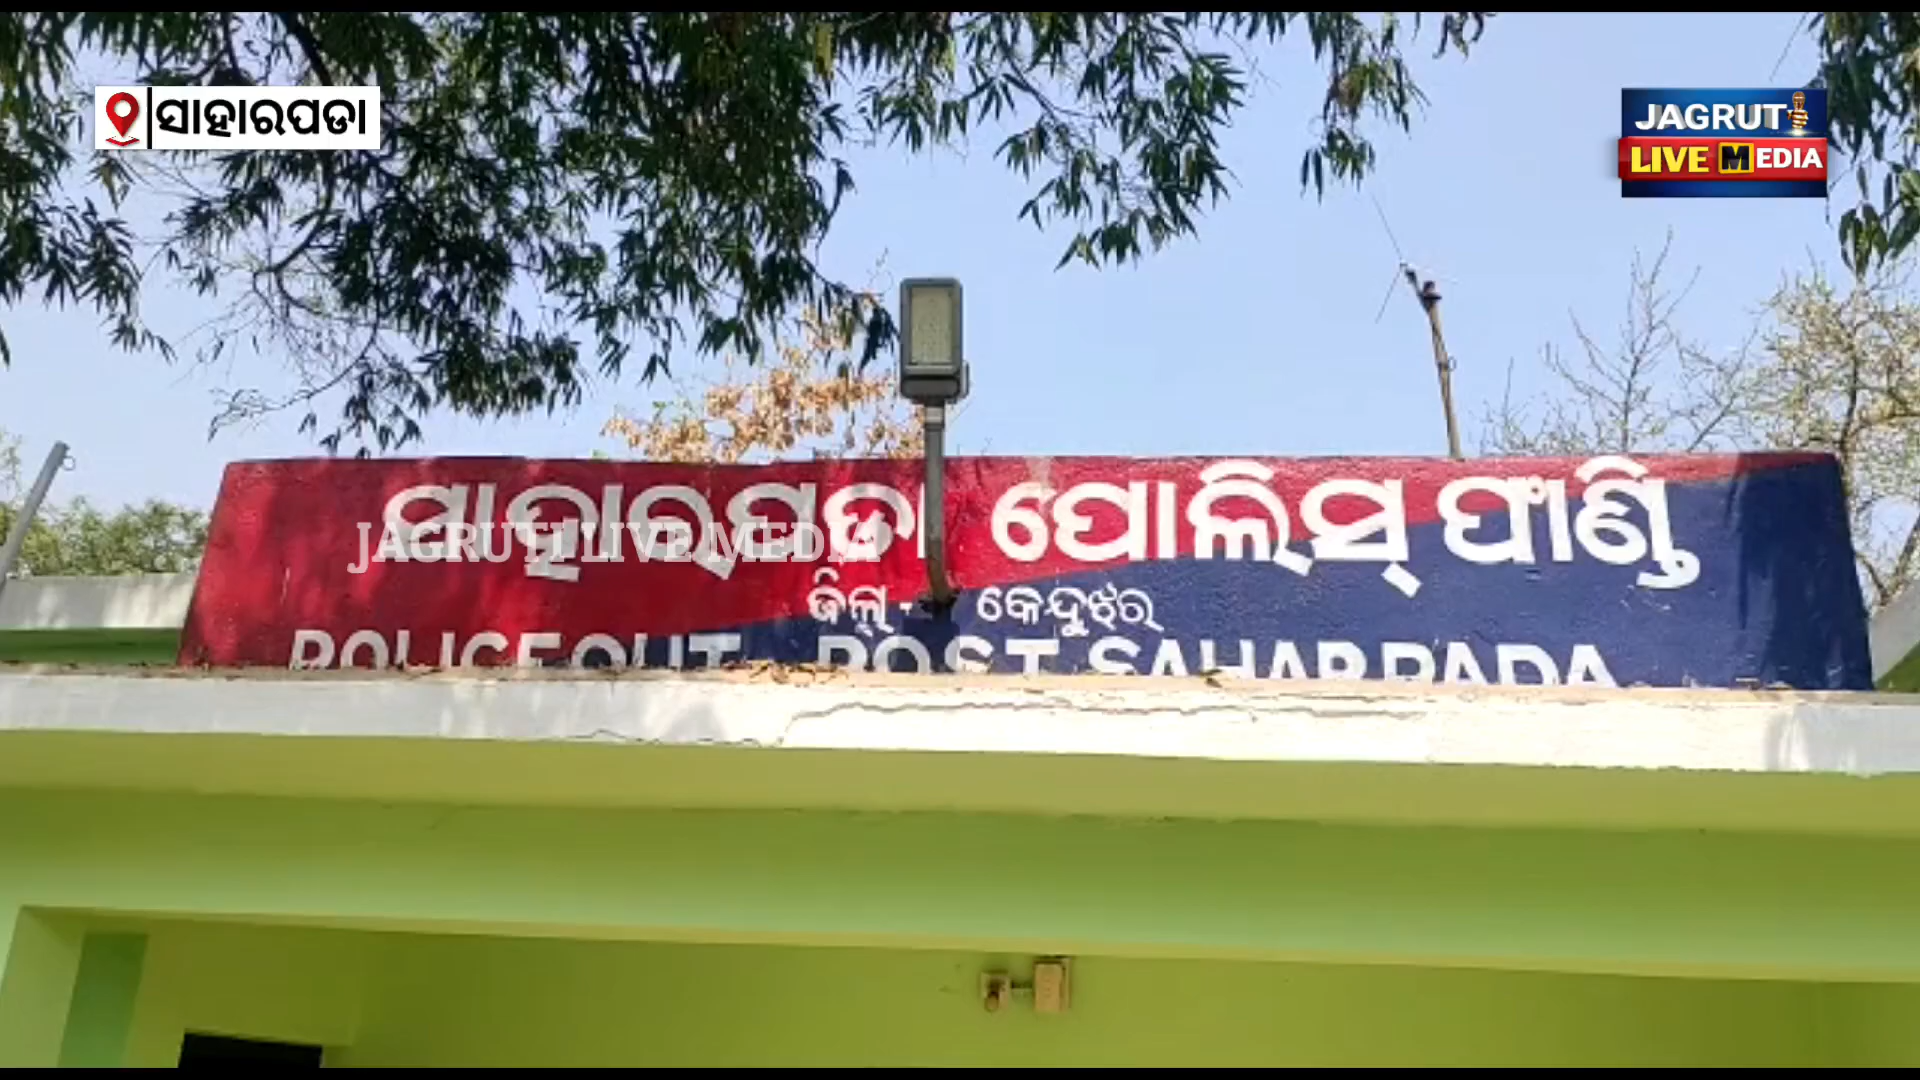 ସାହାରପଡା
JAGRUTI
LIVE MEDIA
ସାହାରପଡା ପୋଲିସ୍ ଫାଣ୍ଡି
JAGRUTI LIVE MEDIA
ଜିଲ୍ଲା - କେନ୍ଦୁଝର
POLICE OUT POST SAHARPADA